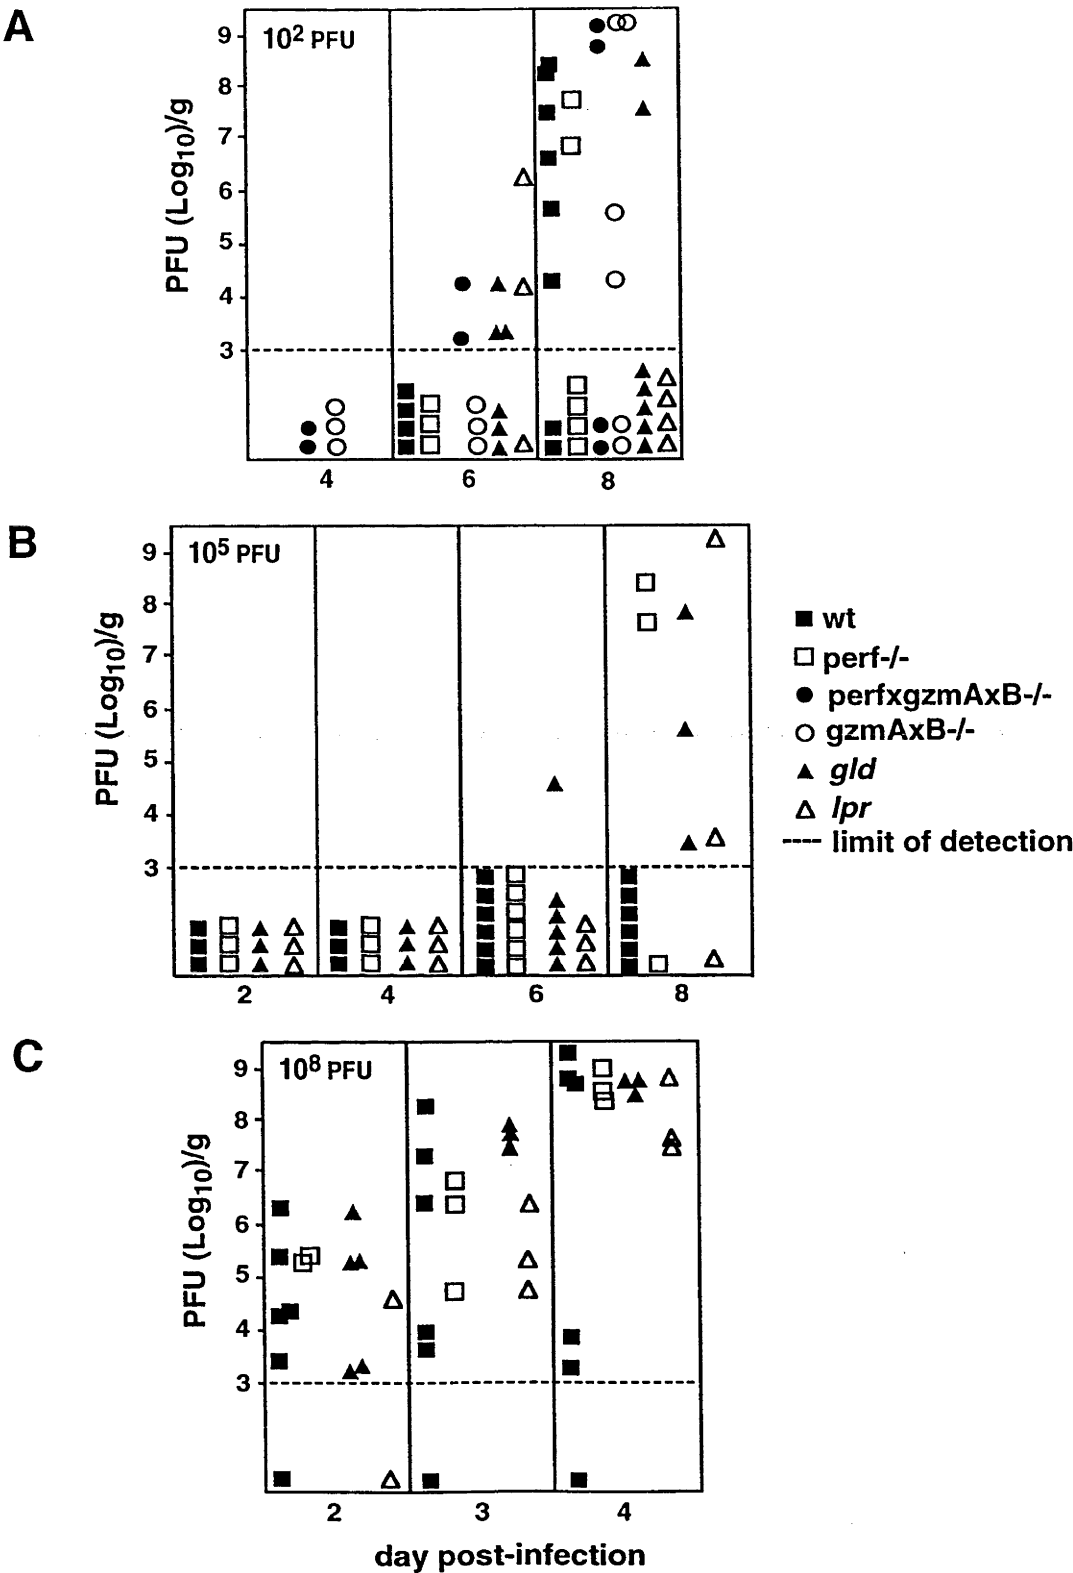 A
10² PFU
PFU (Log₁₀)/g
9
8
7
6
5
4
3
4 6 8
B
10⁵ PFU
PFU (Log₁₀)/g
9
8
7
6
5
4
3
2 4 6 8
wt
perf-/-
perfxgzmAxB-/-
gzmAxB-/-
gld
lpr
limit of detection
C
10⁸ PFU
PFU (Log₁₀)/g
9
8
7
6
5
4
3
2 3 4
day post-infection